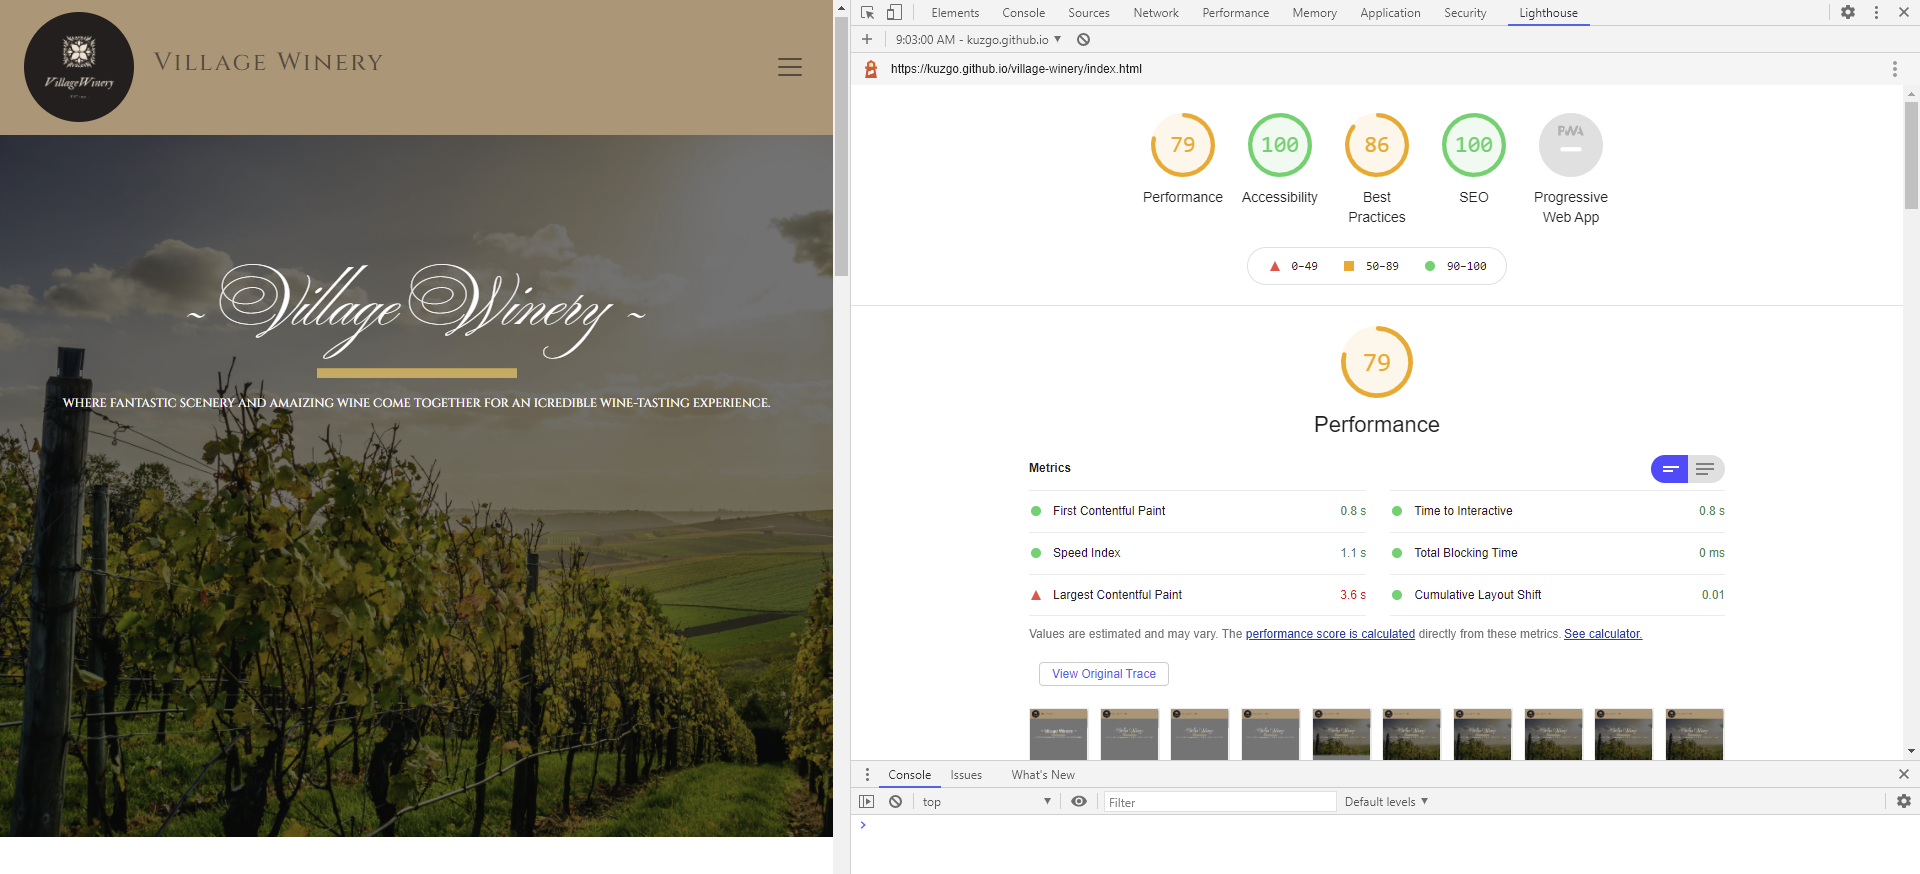 VillageWinery
Village Winery
~ Village Winery ~
WHERE FANTASTIC SCENERY AND AMAIZING WINE COME TOGETHER FOR AN ICREDIBLE WINE-TASTING EXPERIENCE.
Elements Console Sources Network Performance Memory Application Security Lighthouse
9:03:00 AM - kuzgo.github.io
https://kuzgo.github.io/village-winery/index.html
79 100 86 100 PWA
Performance Accessibility Best Practices SEO Progressive Web App
0–49 50–89 90–100
79
Performance
Metrics
First Contentful Paint 0.8 s Time to Interactive 0.8 s
Speed Index 1.1 s Total Blocking Time 0 ms
Largest Contentful Paint 3.6 s Cumulative Layout Shift 0.01
Values are estimated and may vary. The performance score is calculated directly from these metrics. See calculator.
View Original Trace
Console Issues What's New
top Filter Default levels